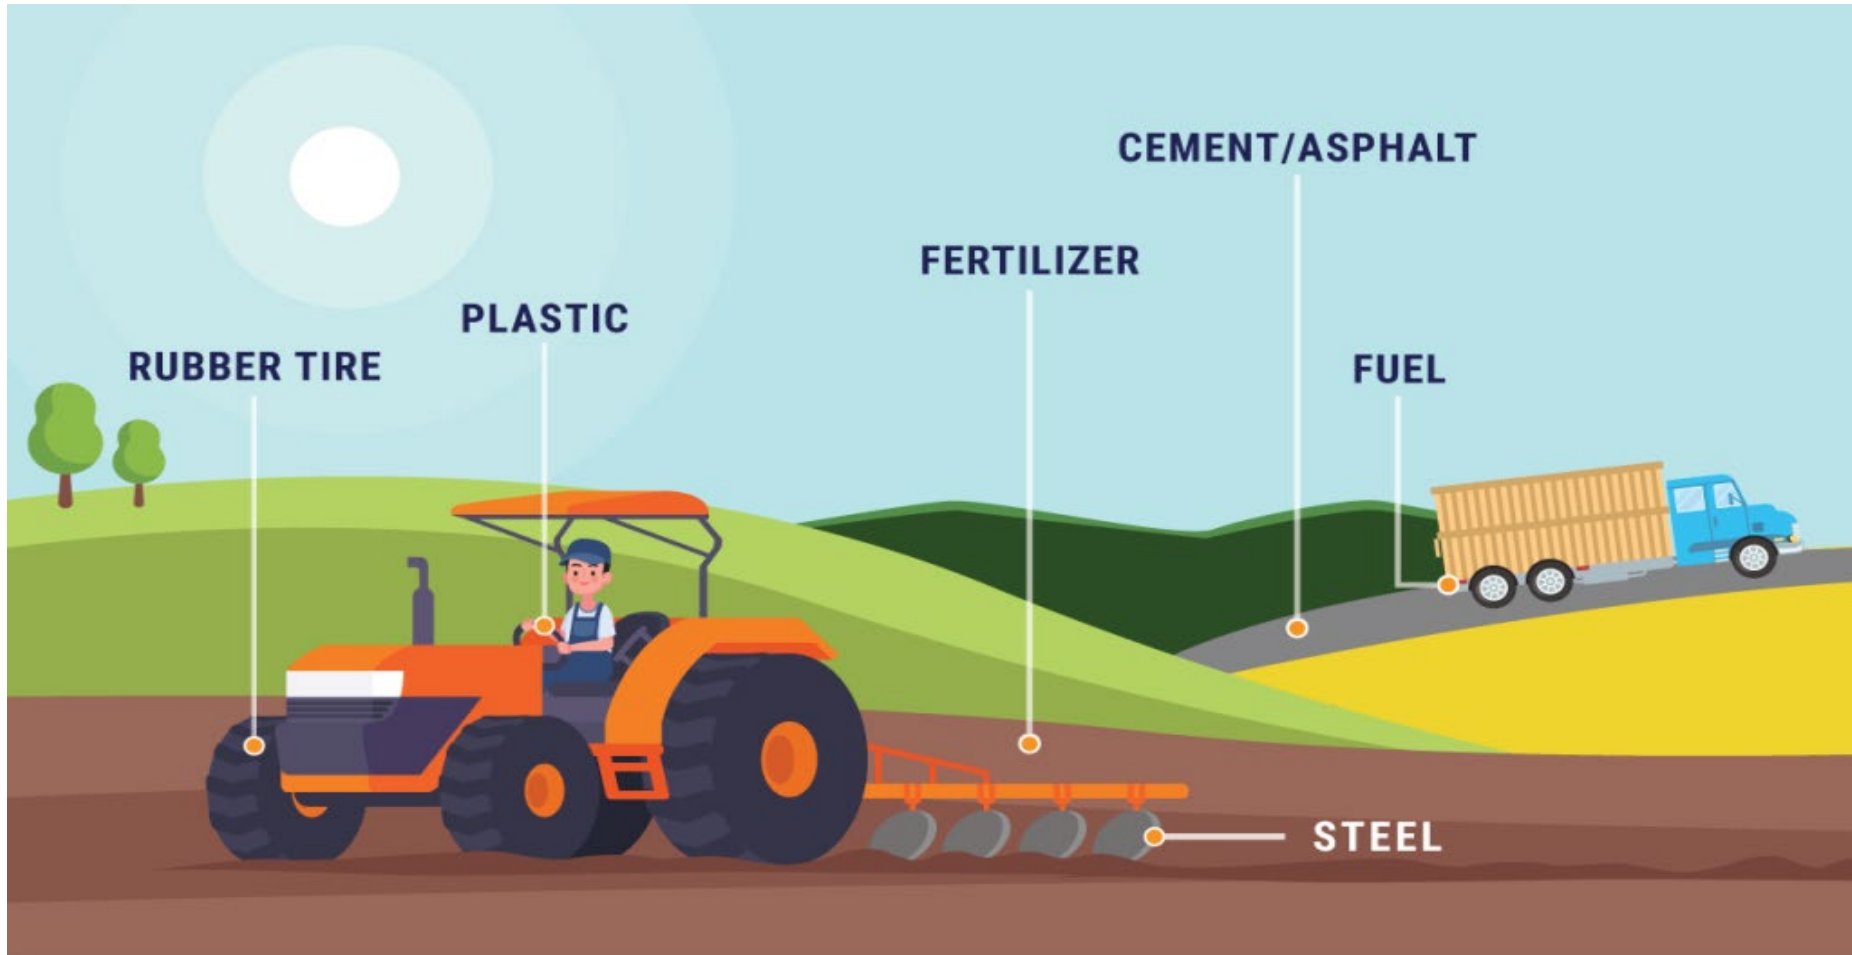 CEMENT/ASPHALT
FERTILIZER
PLASTIC
RUBBER TIRE
FUEL
STEEL